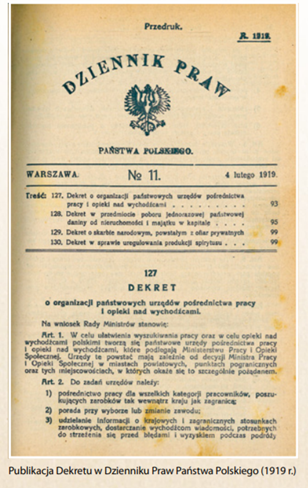 Przedruk.
R. 1919.
DZIENNIK PRAW
PAŃSTWA POLSKIEGO.
WARSZAWA. № 11. 4 lutego 1919.
Treść: 127. Dekret o organizacji państwowych urzędów pośrednictwa
pracy i opieki nad wychodźcami . . . . . . . . 93
128. Dekret w przedmiocie poboru jednorazowej państwowej
daniny od nieruchomości i majątku w kapitale . . . . 95
129. Dekret o skarbie narodowym, powstałym z ofiar prywatnych 99
130. Dekret w sprawie uregulowania produkcji spirytusu . . 99
127
DEKRET
o organizacji państwowych urzędów pośrednictwa pracy
i opieki nad wychodźcami.
Na wniosek Rady Ministrów stanowię:
Art. 1. W celu ułatwienia wyszukiwania pracy oraz w celu opieki nad
wychodźcami polskimi tworzą się państwowe urzędy pośrednictwa pracy
i opieki nad wychodźcami, które podlegają Ministerstwu Pracy i Opieki
Społecznej. Urzędy te powstać mają zależnie od decyzji Ministra Pracy
i Opieki Społecznej w miastach powiatowych, punktach pogranicznych
oraz tych miejscowościach, w których okaże się to szczególnie pożądanem.
Art. 2. Do zadań urzędów należy:
1) pośrednictwo pracy dla wszelkich kategorji pracowników, poszu-
kujących zarobków tak wewnątrz kraju jak zagranicą;
2) porada przy wyborze lub zmianie zawodu;
3) udzielanie informacji o krajowych i zagranicznych stosunkach
zarobkowych, dostarczanie wychodźcom wiadomości, potrzebnych
do strzeżenia się przed błędami i wyzyskiem podczas podróży
Publikacja Dekretu w Dzienniku Praw Państwa Polskiego (1919 r.)